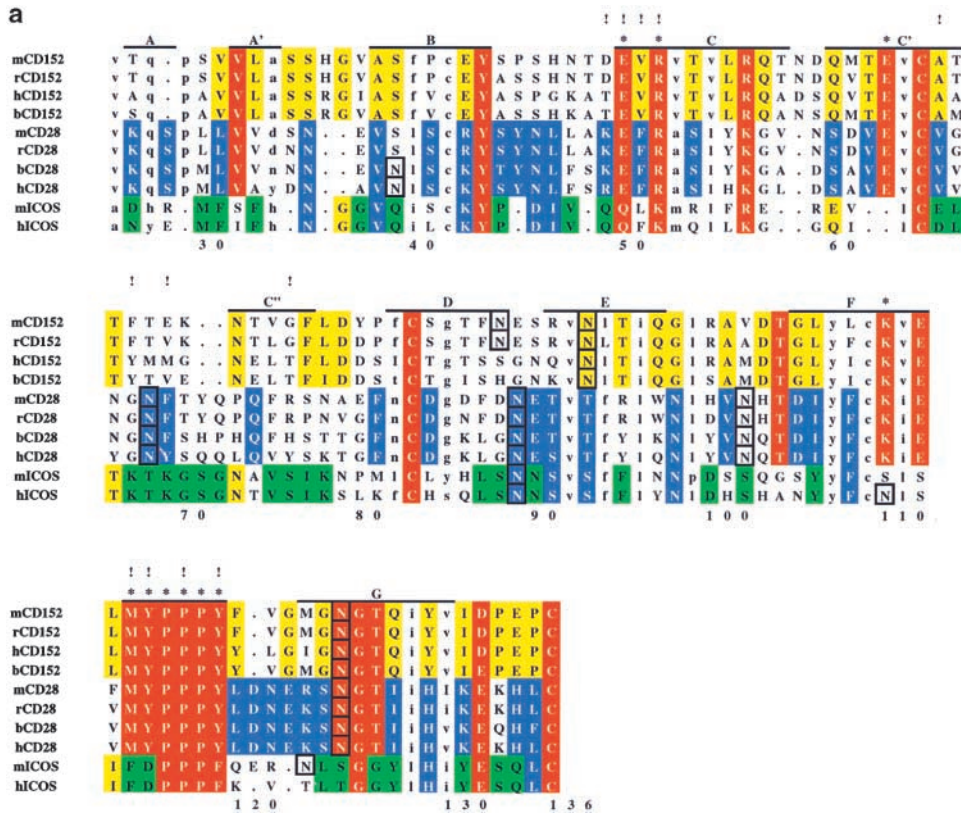 a
! ! ! ! !
A A' B * * C * C'
mCD152 v T q . p S V V L a S S H G V A S f P c E Y S P S H N T D E V R v T v L R Q T N D Q M T E v C A T
rCD152 v T q . p S V V L a S S H G V A S f P c E Y S P S H N T D E V R v T v L R Q T N D Q M T E v C A T
hCD152 v A q . p A V V L a S S R G I A S f V c E Y A S P G K A T E V R v T v L R Q A D S Q V T E v C A A
bCD152 v S q . p A V V L a S S R G I A S f V c E Y A S P G K A T E V R v T v L R Q A D S Q M T E v C A M
mCD28 v K q S p L L V V d S N . . E V S l S c R Y S Y N L L A K E F R a S l Y K G V . N S D V E v C V G
rCD28 v K q S p L L V V d N N . . E V S l S c R Y S Y N L L A K E F R a S l Y K G V . N S D V E v C V G
bCD28 v K q S p M L V V n N N . . E V N l S c K Y T Y N L F S K E F R a S l Y K G V . D S A V E v C V V
hCD28 v K q S p M L V A y D N . . A V N l S c K Y S Y N L F S R E F R a S l H K G L . D S A V E v C V V
mICOS a D h R . M F S F h . N . G G V Q i S c K Y P . D I V . Q Q L K m R l F R E . . R E V . . l C E L
hICOS a N y E . M F I F h . N . G G V Q i L c K Y P . D I V . Q Q F K m Q l L K G . . G Q I . . l C D L
30 40 50 60
! ! !
C'' D E F *
mCD152 T F T E K . . N T V G F L D Y P f C S g T F N E S R v N l T i Q G l R A V D T G L y L c K v E
rCD152 T F T V K . . N T L G F L D D P f C S g T F N E S R v N L T i Q G l R A A D T G L y F c K v E
hCD152 T Y M M G . . N E L T F L D D S I C T g T S S G N Q v N l T i Q G l R A M D T G L y I c K v E
bCD152 T Y T V E . . N E L T F I D D S t C T g I S H G N K v N l T i Q G l S A M D T G L y I c K v E
mCD28 N G N F T Y Q P Q F R S N A E F n C D g D F D N E T v T f R l W N l H V N H T D I y F c K i E
rCD28 N G N F T Y Q P Q F R P N V G F n C D g N F D N E T v T f R l W N l D V N H T D I y F c K i E
bCD28 N G N F S H P H Q F H S T T G F n C D g K L G N E T v T f Y l K N l Y V N Q T D I y F c K i E
hCD28 Y G N Y S Q Q L Q V Y S K T G F n C D g K L G N E S v T f Y l Q N l Y V N Q T D I y F c K i E
mICOS T K T K G S G N A V S I K N P M l C L y H L S N N S v S f F l N N p D S S Q G S Y y F c S l S
hICOS T K T K G S G N T V S I K S L K f C H s Q L S N N S v S f F l Y N l D H S H A N Y y F c N l S
70 80 90 100 110
! ! ! !
* * * * * * G
mCD152 L M Y P P P Y F . V G M G N G T Q i Y v I D P E P C
rCD152 L M Y P P P Y F . V G M G N G T Q i Y v I D P E P C
hCD152 L M Y P P P Y Y . L G I G N G T Q i Y v I D P E P C
bCD152 L M Y P P P Y Y . V G M G N G T Q i Y v I E P E P C
mCD28 F M Y P P P Y L D N E R S N G T I i H I K E K H L C
rCD28 V M Y P P P Y L D N E K S N G T I i H i K E K H L C
bCD28 V M Y P P P Y L D N E K S N G T I i H v K E Q H F C
hCD28 V M Y P P P Y L D N E K S N G T I i H v K E K H L C
mICOS I F D P P P F Q E R . N L S G G Y l H i Y E S Q L C
hICOS I F D P P P F K . V . T L T G G Y l H i Y E S Q L C
120 130 136